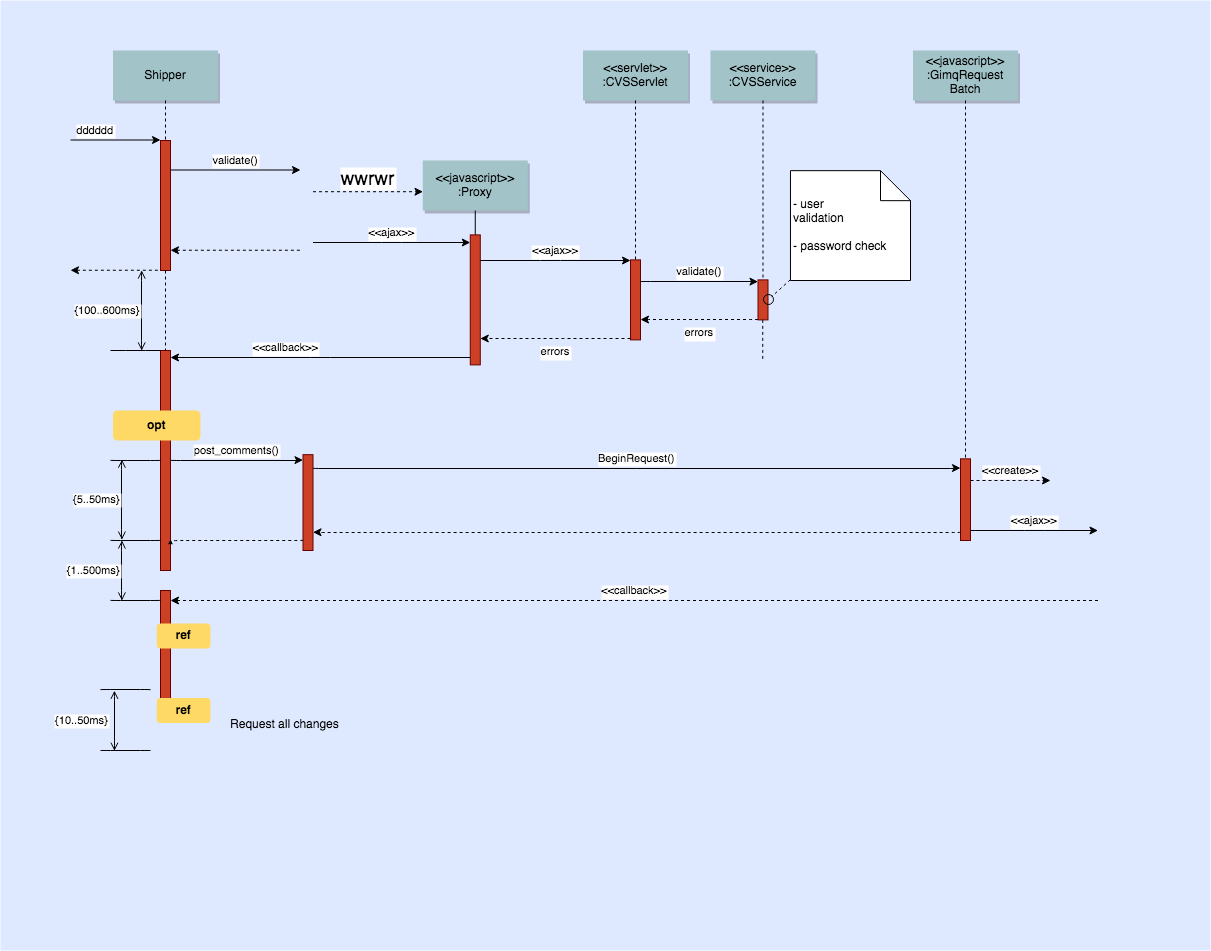 Shipper
<<servlet>>
:CVSServlet
<<service>>
:CVSService
<<javascript>>
:GimqRequest
Batch
dddddd
validate()
wwrwr
<<javascript>>
:Proxy
- user
validation
- password check
<<ajax>>
<<ajax>>
validate()
{100..600ms}
errors
errors
<<callback>>
opt
post_comments()
BeginRequest()
<<create>>
{5..50ms}
<<ajax>>
{1..500ms}
<<callback>>
ref
ref
{10..50ms}
Request all changes